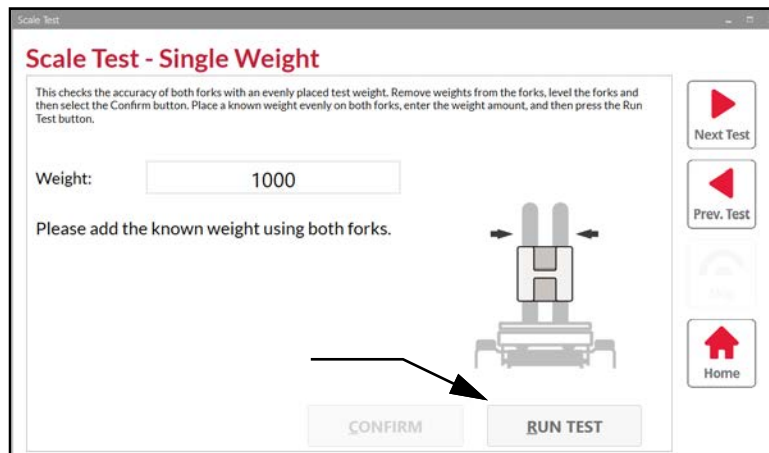 Scale Test
Scale Test - Single Weight
This checks the accuracy of both forks with an evenly placed test weight. Remove weights from the forks, level the forks and
then select the Confirm button. Place a known weight evenly on both forks, enter the weight amount, and then press the Run
Test button.
Weight:
1000
Please add the known weight using both forks.
CONFIRM
RUN TEST
Next Test
Prev. Test
Home